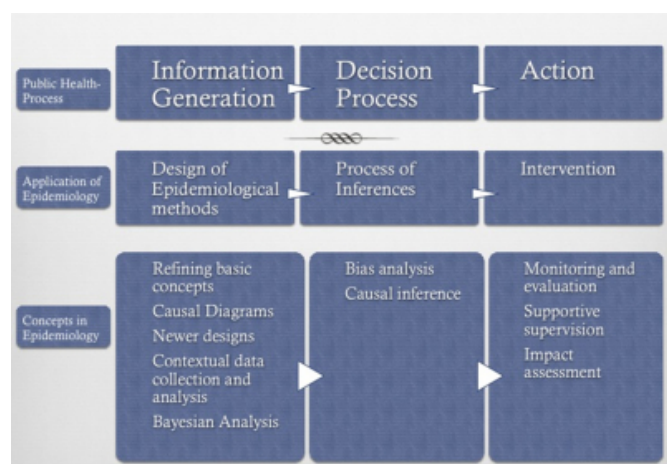 Public Health-
Process
Information
Generation
Decision
Process
Action
Application of
Epidemiology
Design of
Epidemiological
methods
Process of
Inferences
Intervention
Concepts in
Epidemiology
Refining basic
concepts
Causal Diagrams
Newer designs
Contextual data
collection and
analysis
Bayesian Analysis
Bias analysis
Causal inference
Monitoring and
evaluation
Supportive
supervision
Impact
assessment